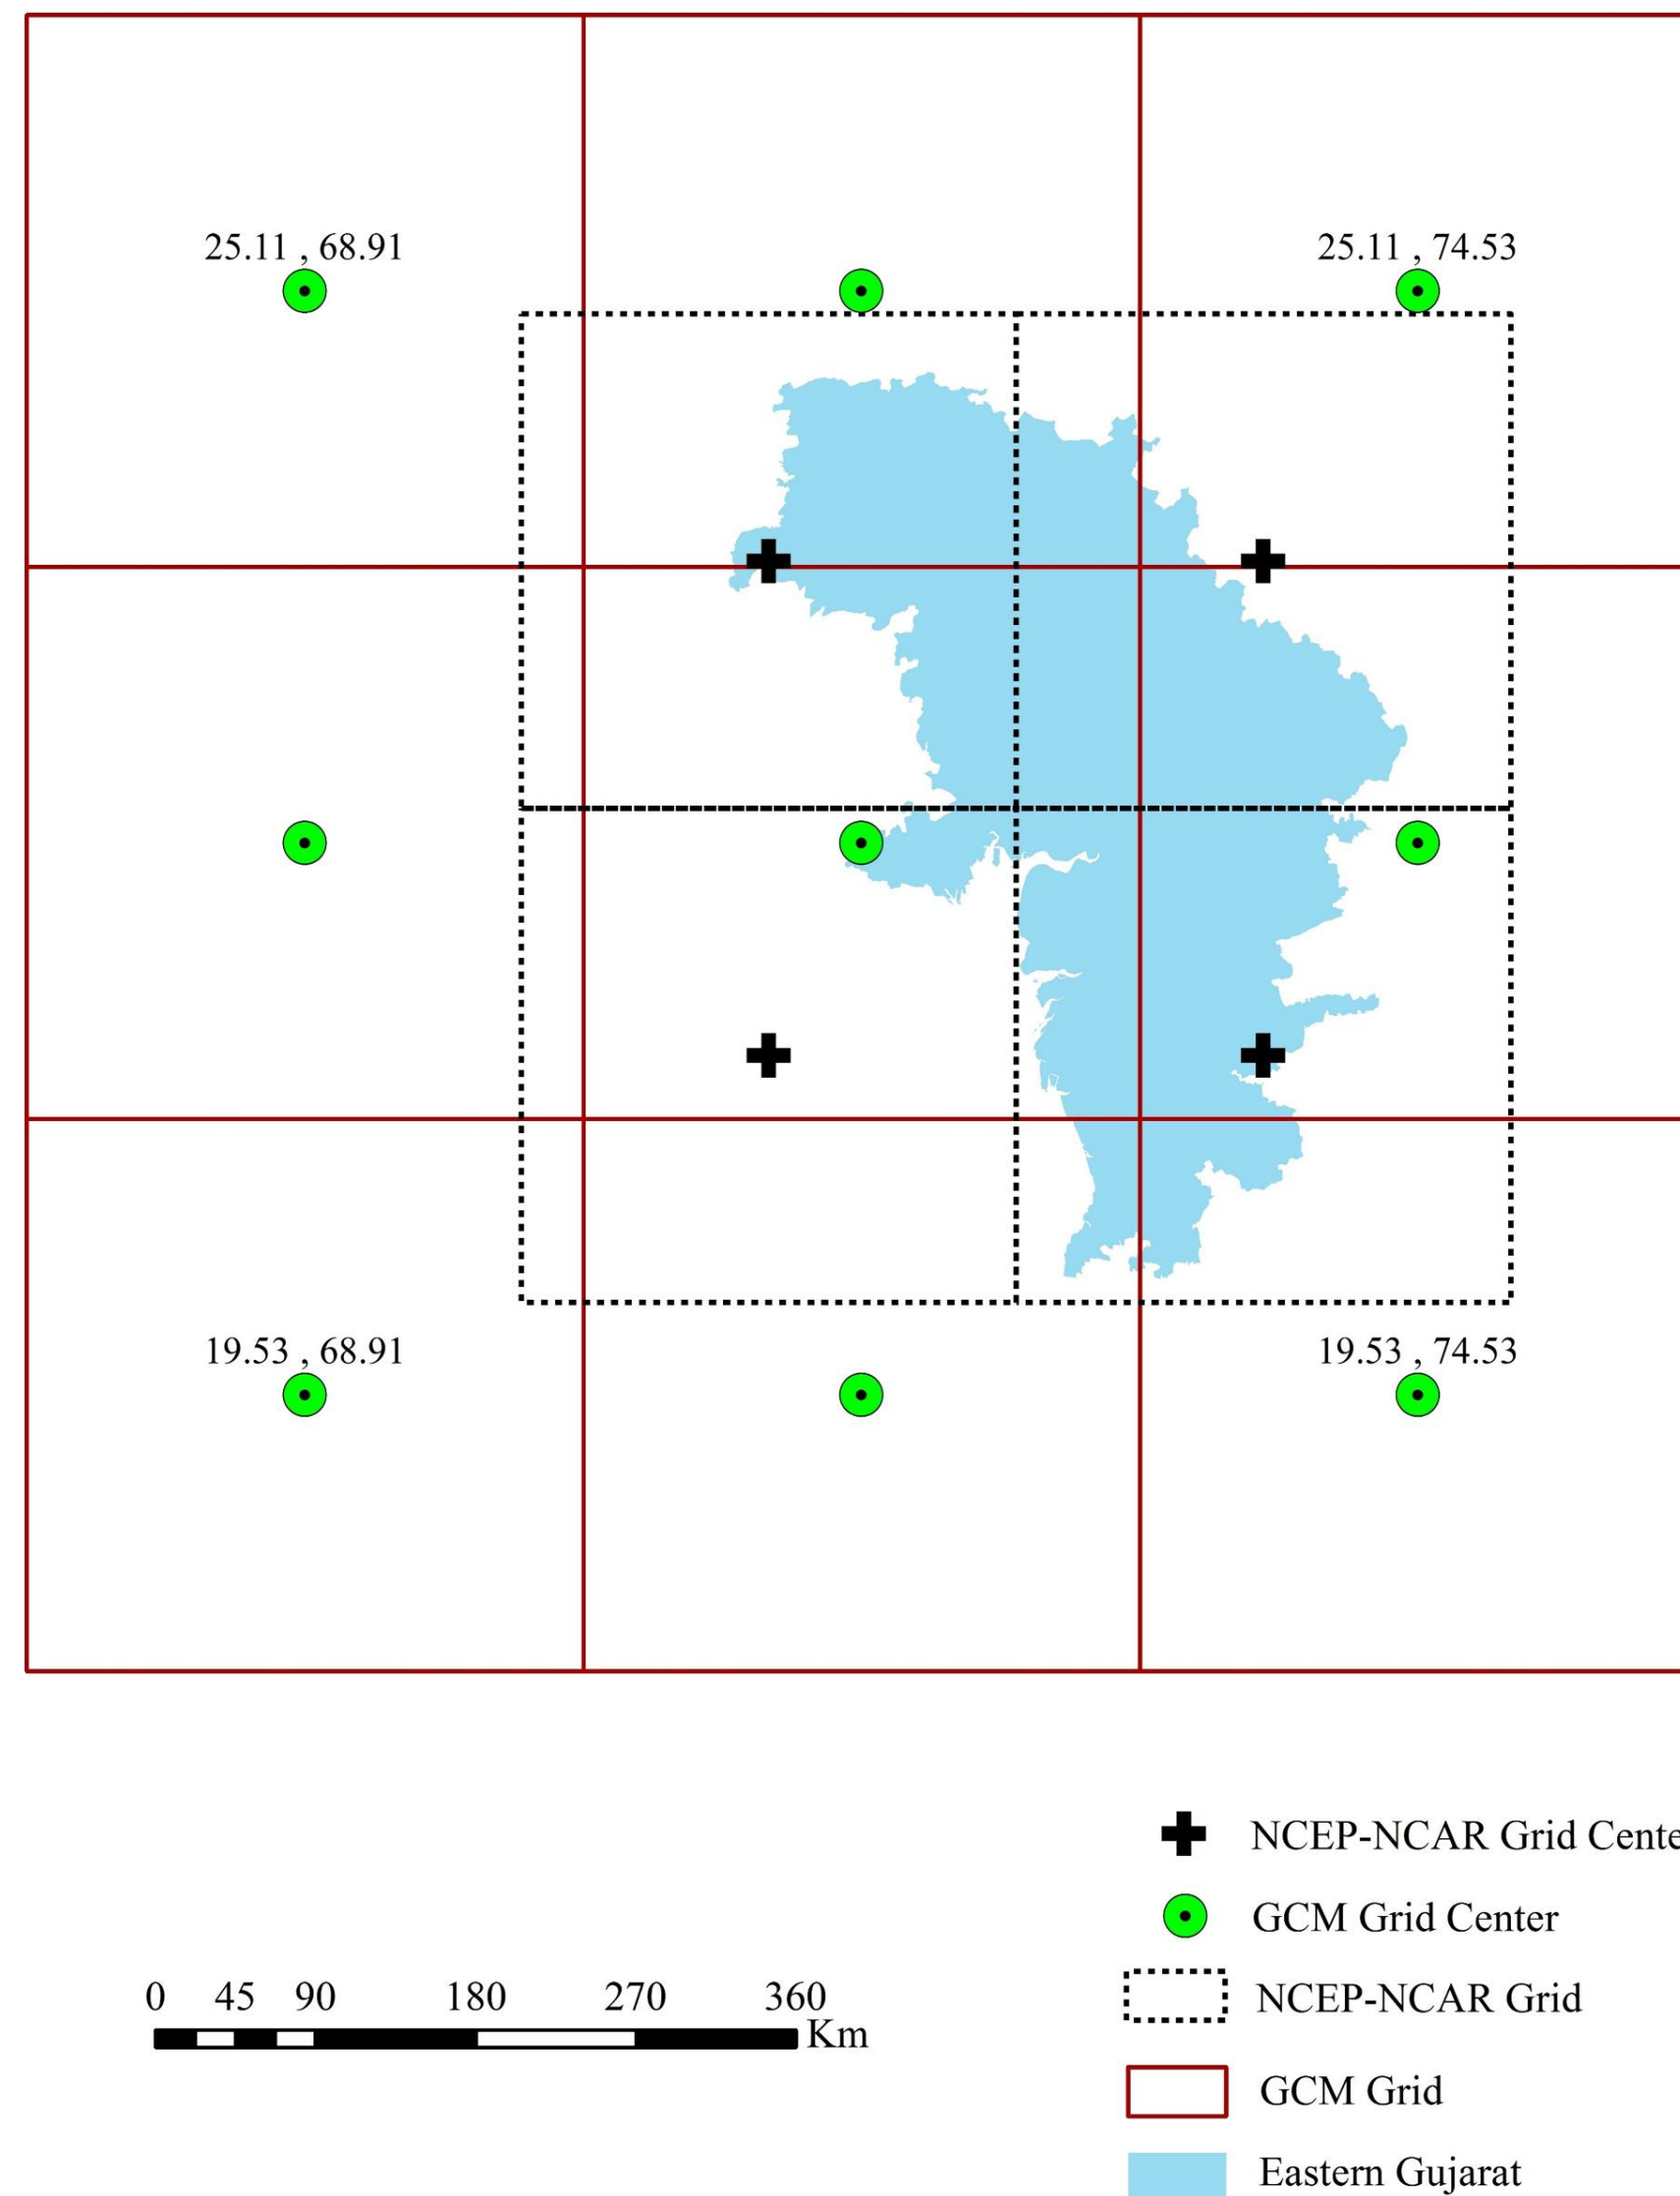 25.11 , 68.91
25.11 , 74.53
19.53 , 68.91
19.53 , 74.53
NCEP-NCAR Grid Cente
GCM Grid Center
0 45 90 180 270 360
Km
NCEP-NCAR Grid
GCM Grid
Eastern Gujarat